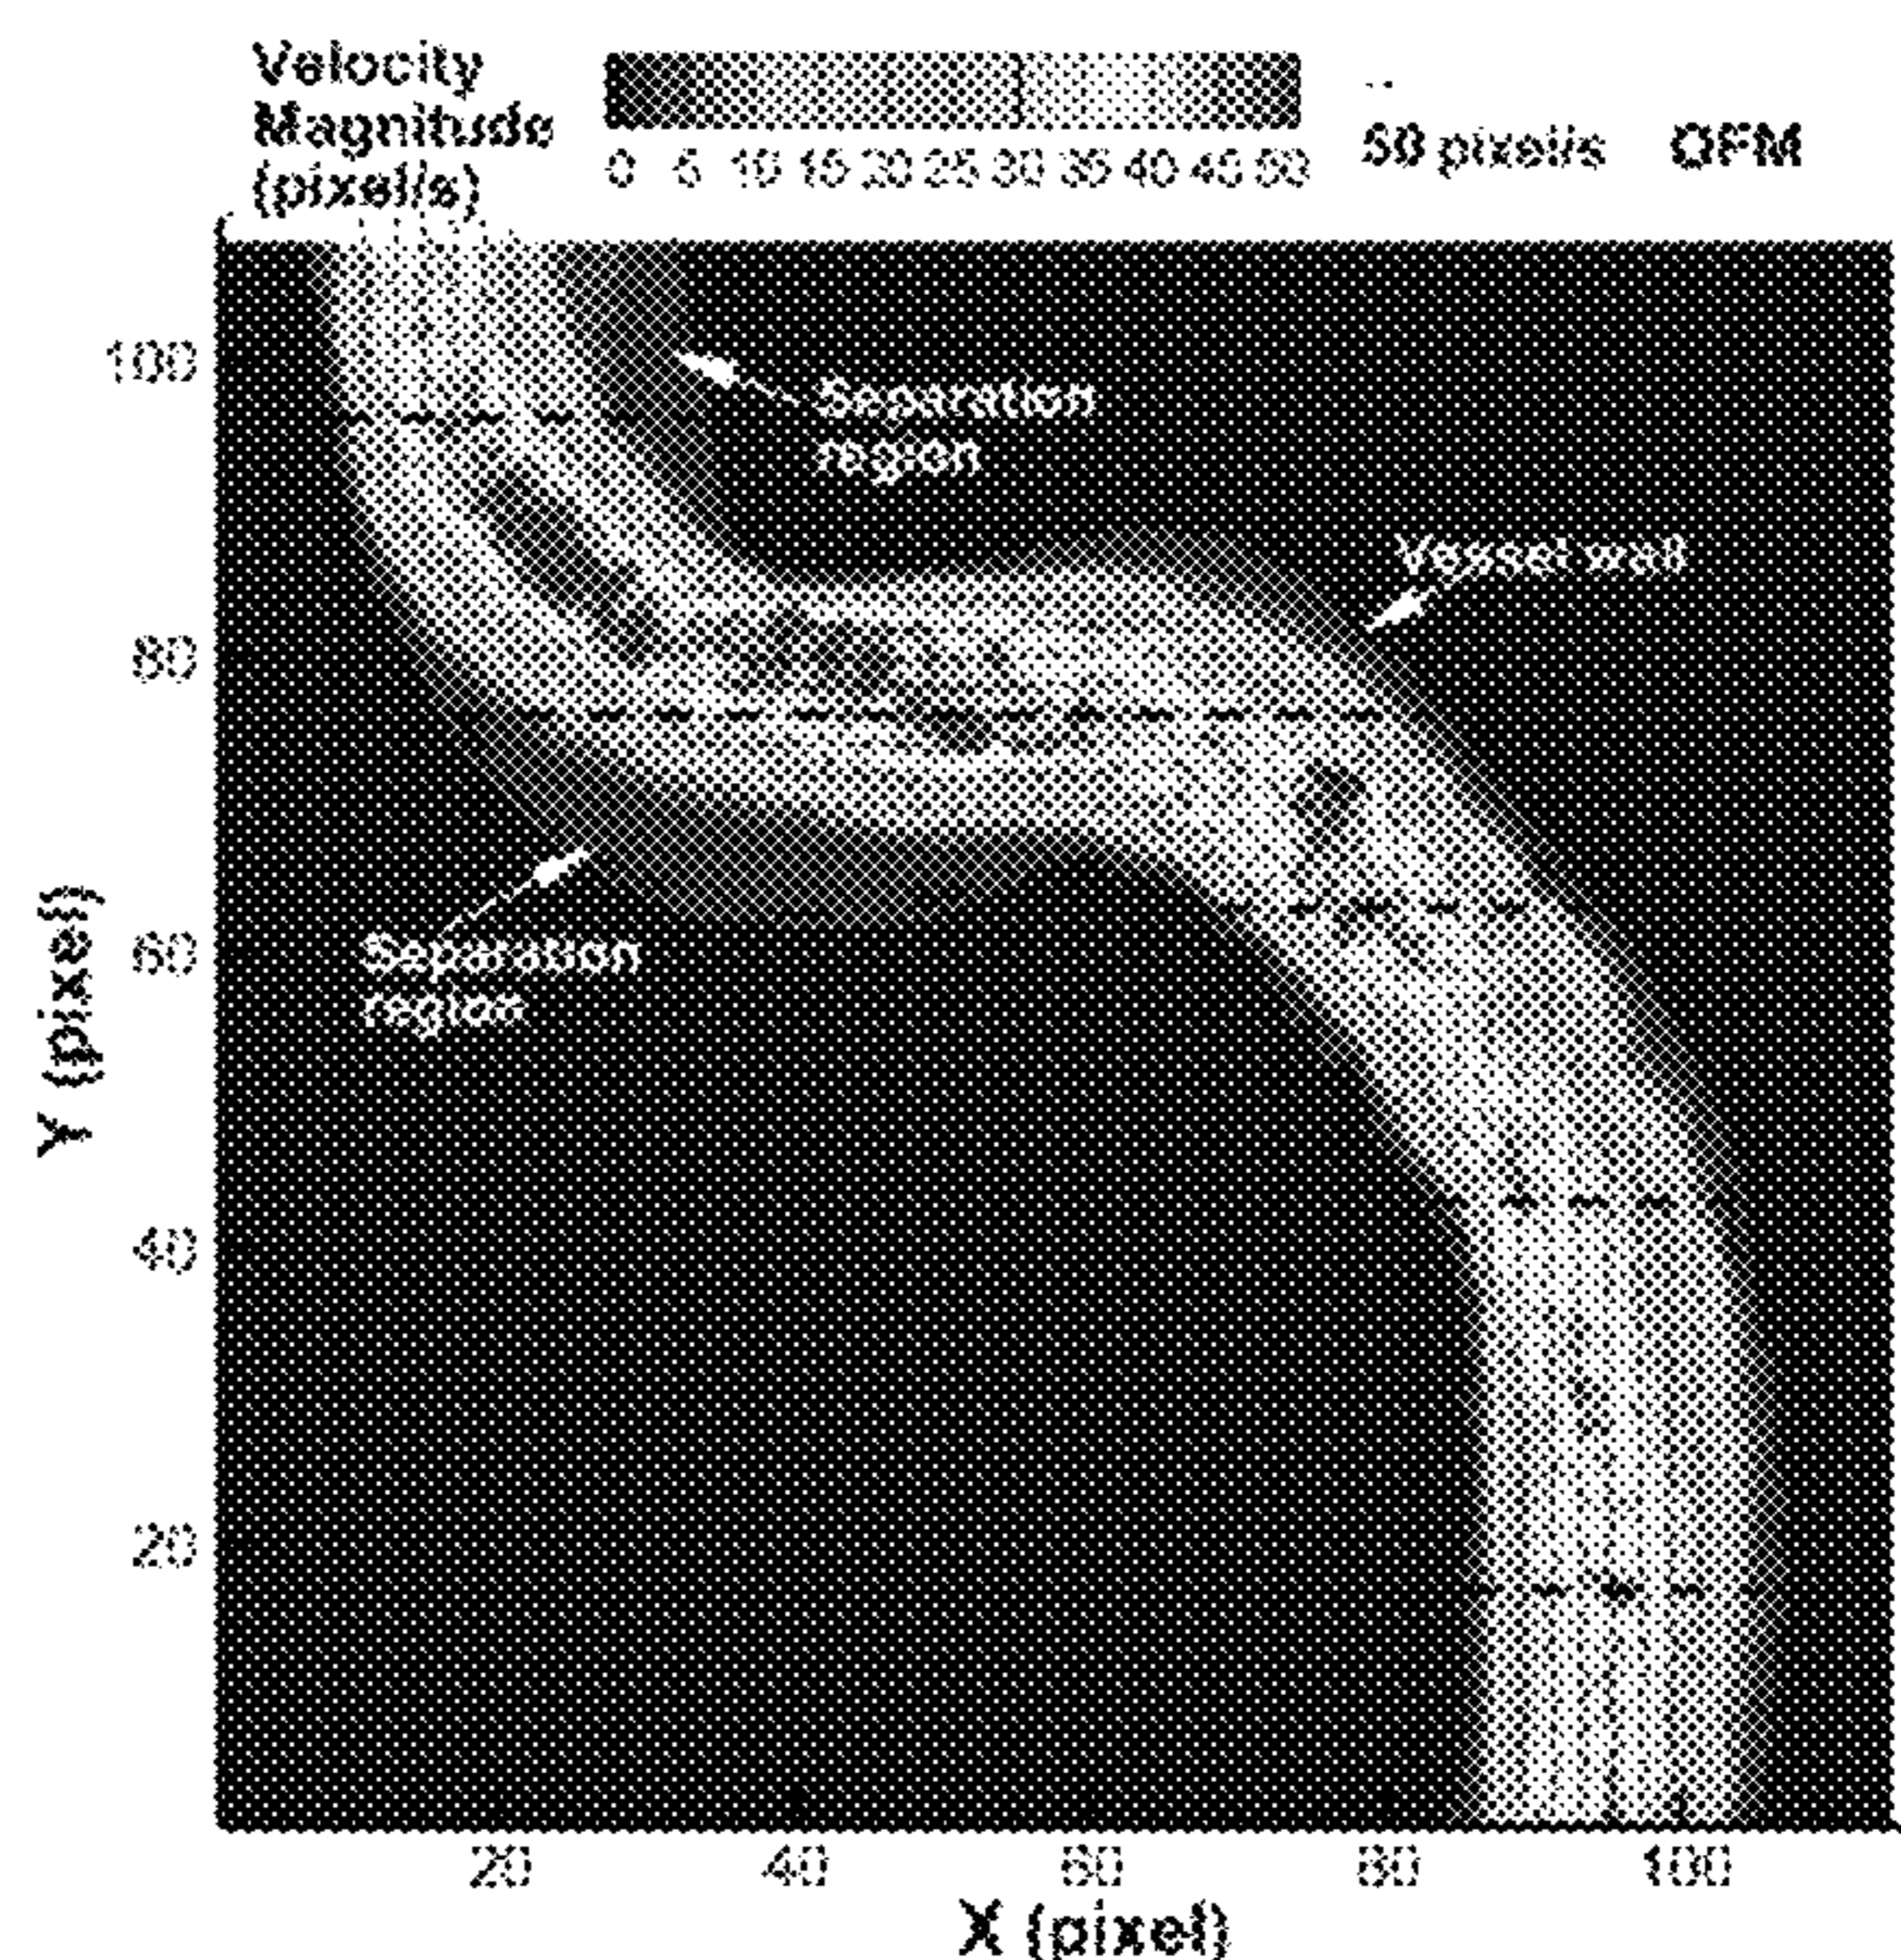 Velocity
Magnitude
(pixel/s)
0 5 10 15 20 25 30 35 40 45 50
50 pixel/s OFM
100
80
60
40
20
Y (pixel)
Separation
region
Vessel wall
Separation
region
20 40 60 80 100
X (pixel)